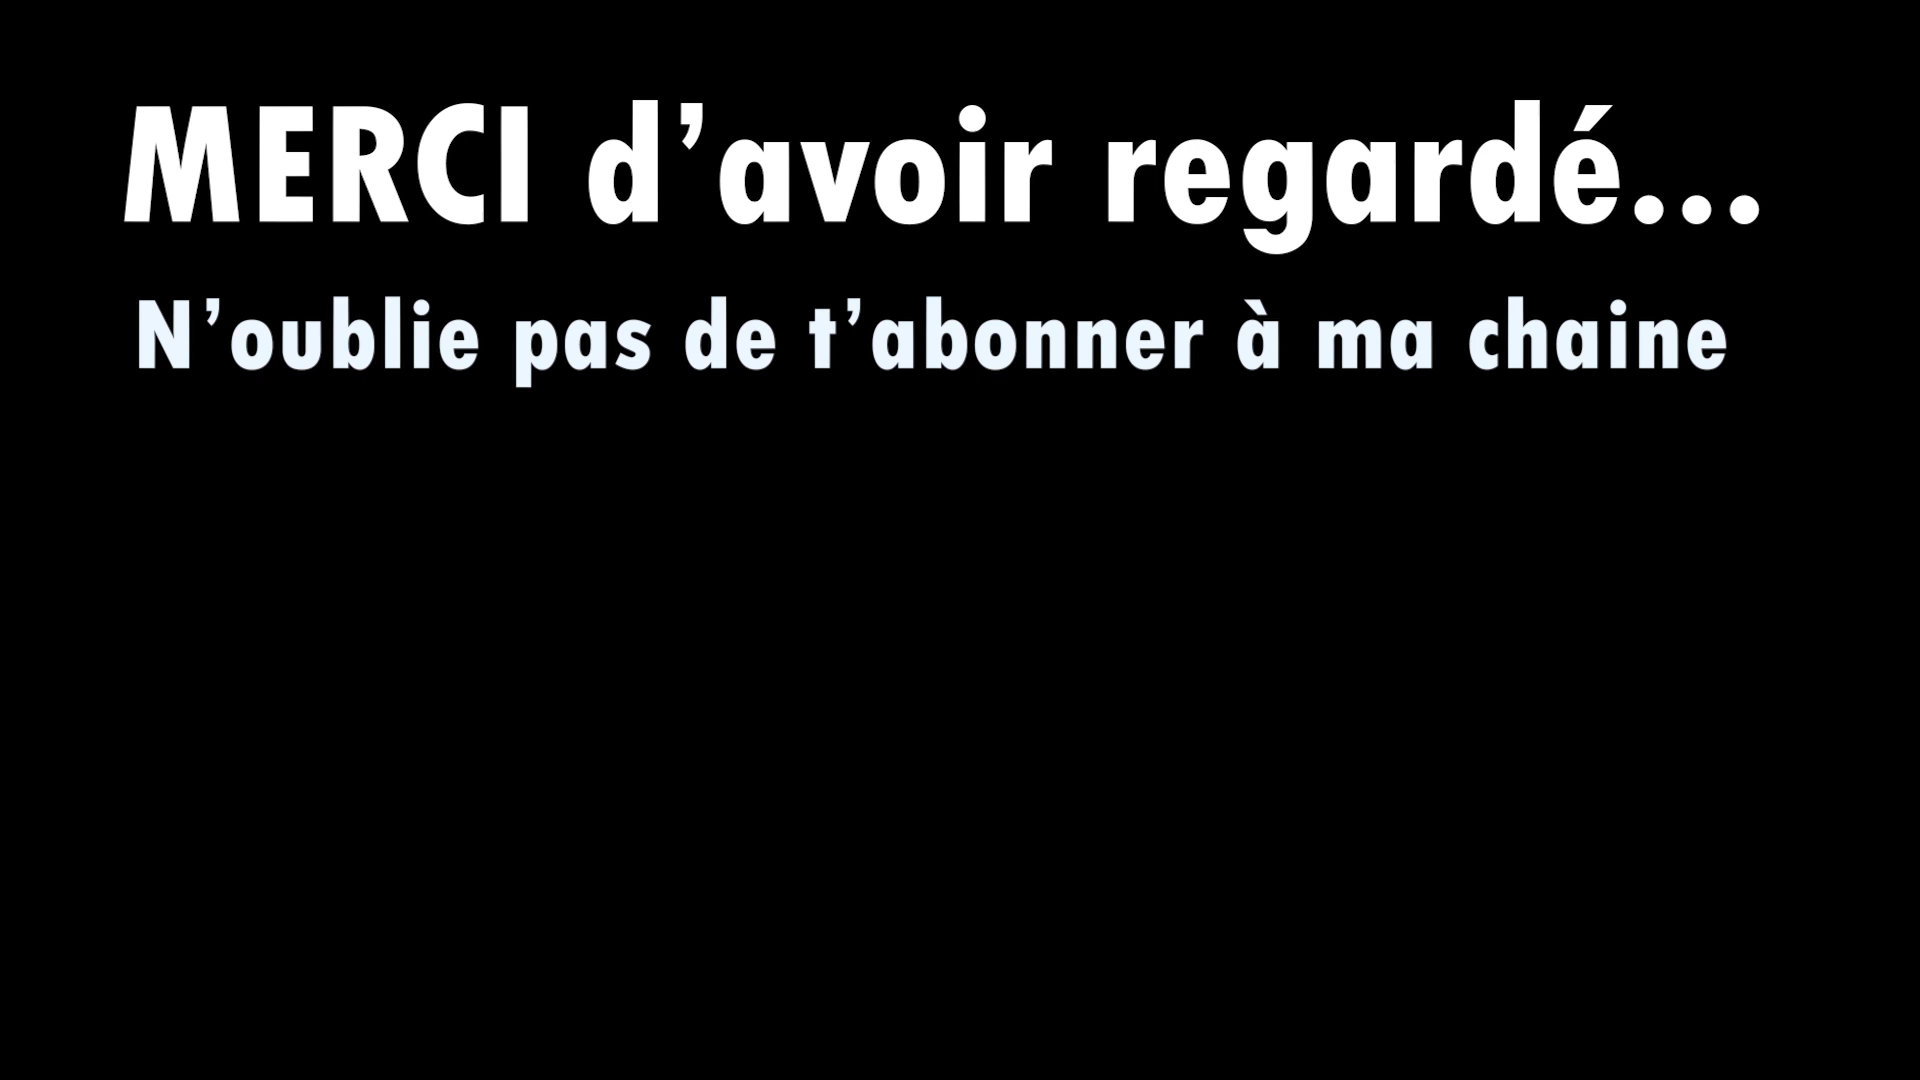 MERCI d’avoir regardé...
N’oublie pas de t’abonner à ma chaine